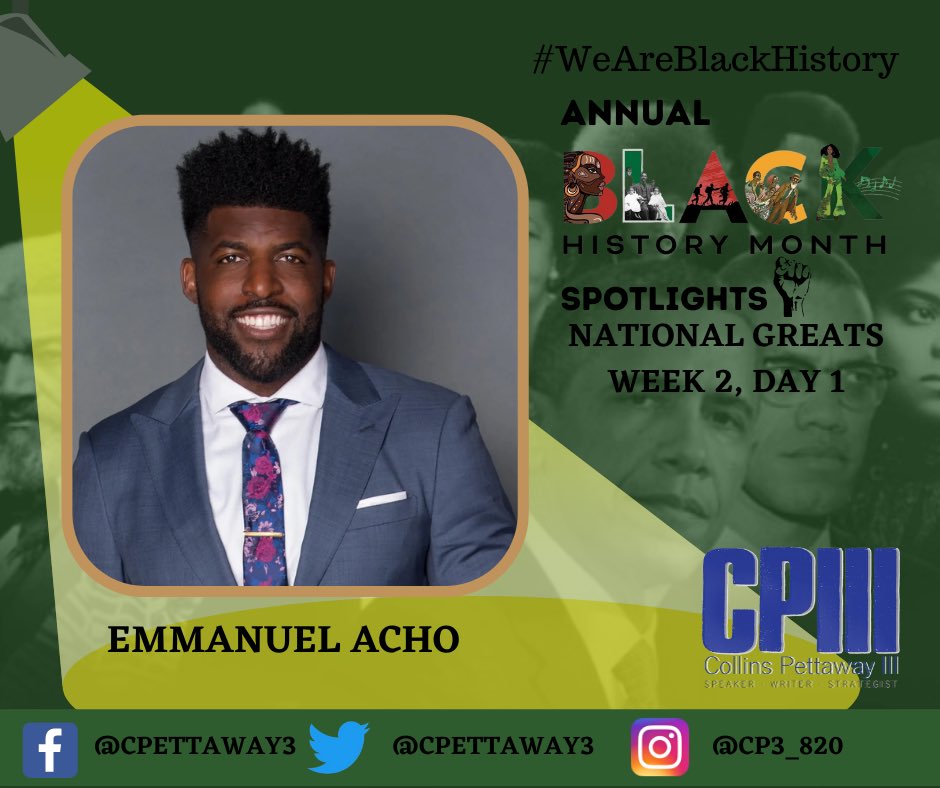 #WeAreBlackHistory
ANNUAL
BLACK
HISTORY MONTH
SPOTLIGHTS
NATIONAL GREATS
WEEK 2, DAY 1
EMMANUEL ACHO
CPIII
Collins Pettaway III
SPEAKER - WRITER - STRATEGIST
@CPETTAWAY3
@CPETTAWAY3
@CP3_820